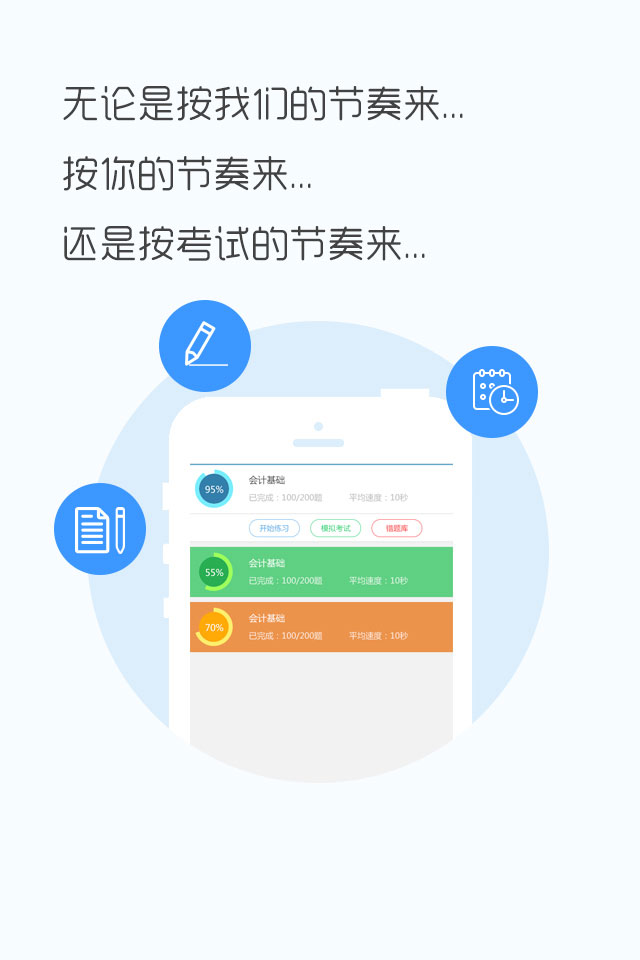 无论是按我们的节奏来...
按你的节奏来...
还是按考试的节奏来...
95%
会计基础
已完成：100/200题 平均速度：10秒
开始练习 模拟考试 错题库
55%
会计基础
已完成：100/200题 平均速度：10秒
70%
会计基础
已完成：100/200题 平均速度：10秒